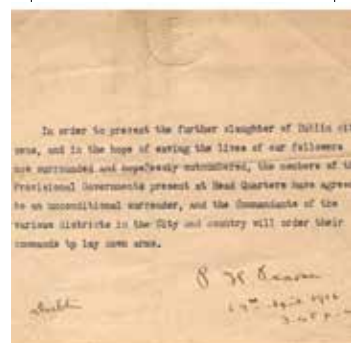 In order to prevent the further slaughter of Dublin cit
zens, and in the hope of saving the lives of our followers
now surrounded and hopelessly outnumbered, the members of th
Provisional Government present at Head Quarters have agreed
to an unconditional surrender, and the Commandants of the
various districts in the City and country will order their
commands to lay down arms.
P H Pearse
29th April 1916
3.45 p.m.